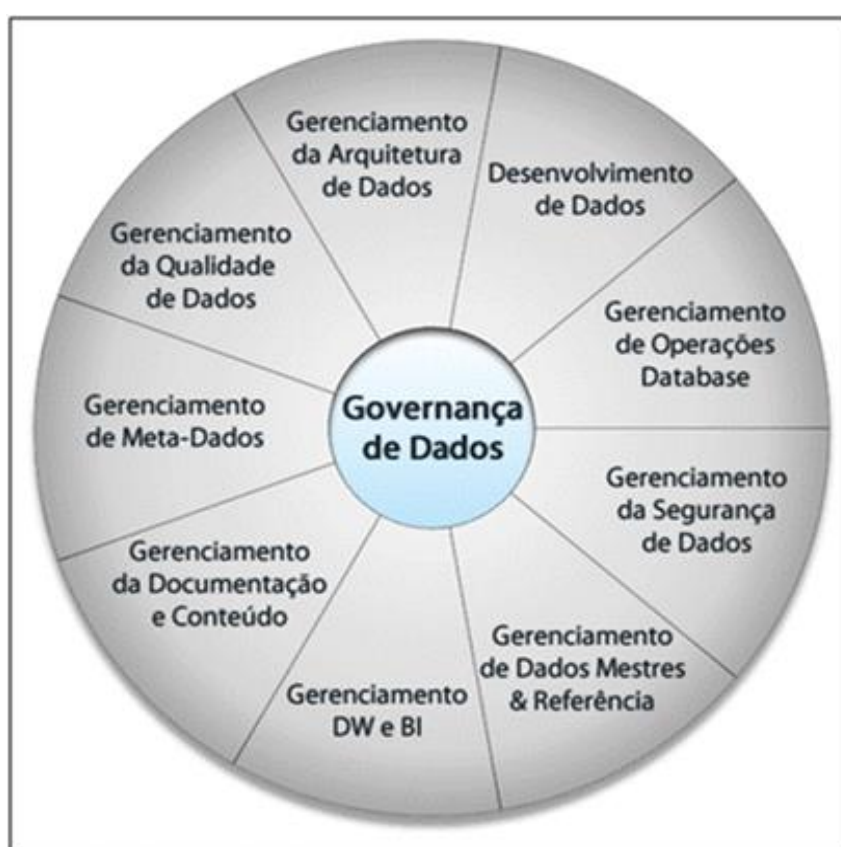 Gerenciamento
da Arquitetura
de Dados
Desenvolvimento
de Dados
Gerenciamento
de Operações
Database
Gerenciamento
da Segurança
de Dados
Gerenciamento
de Dados Mestres
& Referência
Gerenciamento
DW e BI
Gerenciamento
da Documentação
e Conteúdo
Gerenciamento
de Meta-Dados
Gerenciamento
da Qualidade
de Dados
Governança
de Dados